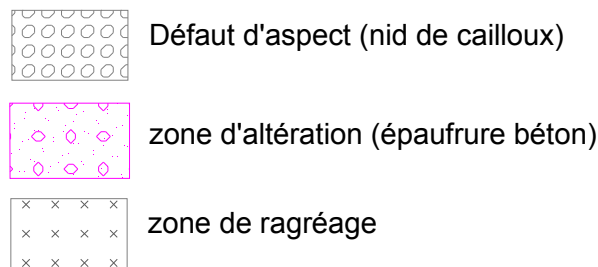 Défaut d'aspect (nid de cailloux)
zone d'altération (épaufrure béton)
zone de ragréage